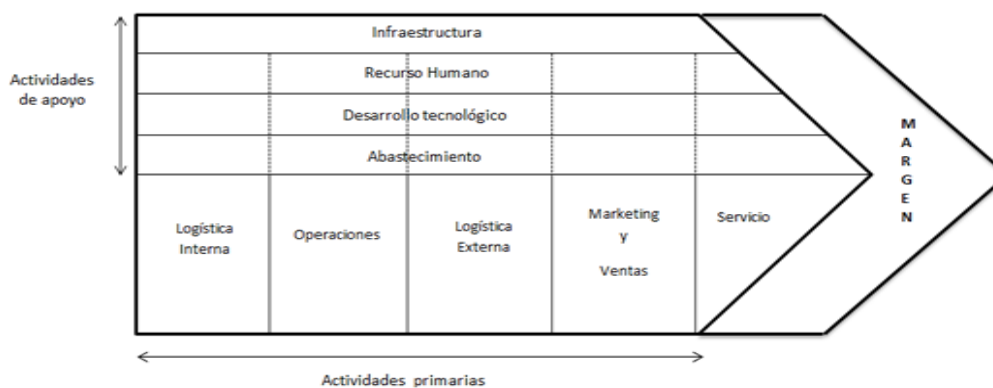 Infraestructura
Recurso Humano
Desarrollo tecnológico
Abastecimiento
Actividades
de apoyo
Logística
Interna
Operaciones
Logística
Externa
Marketing
y
Ventas
Servicio
MARGEN
Actividades primarias